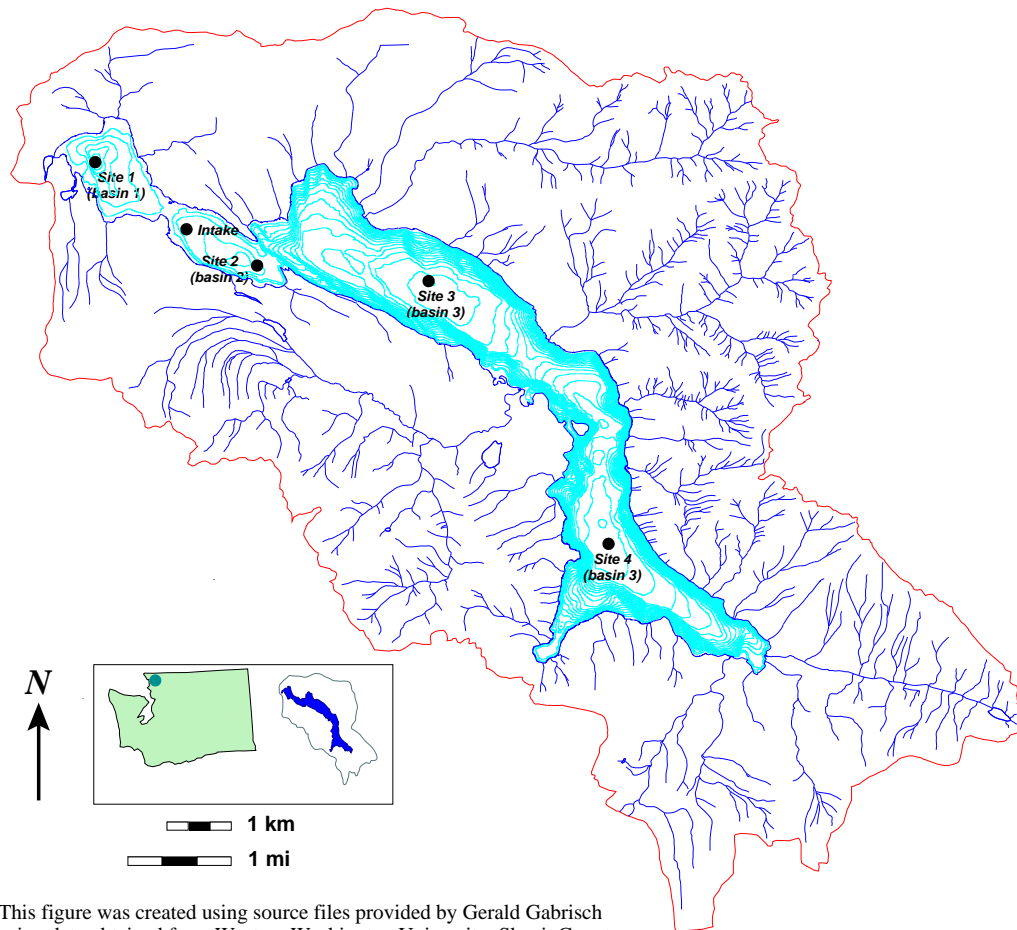 Site 1
(basin 1)
Intake
Site 2
(basin 2)
Site 3
(basin 3)
Site 4
(basin 3)
N
1 km
1 mi
This figure was created using source files provided by Gerald Gabrisch